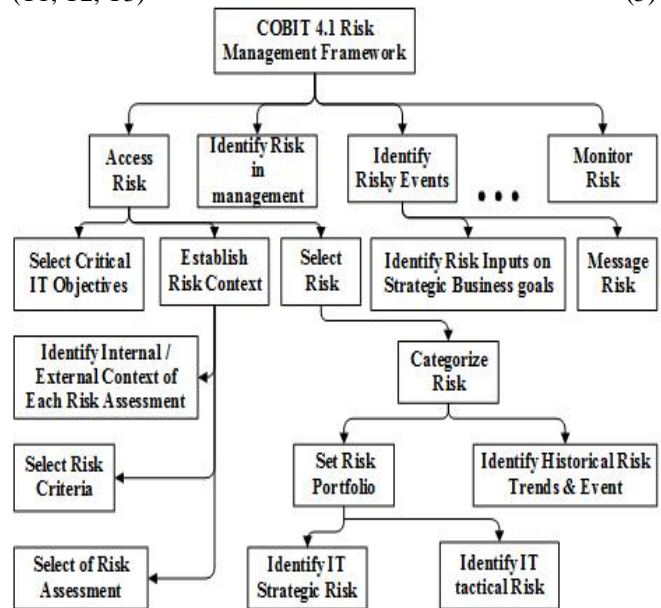 (11, 12, 13) (3)
COBIT 4.1 Risk
Management Framework
Access
Risk
Identify Risk
in
management
Identify
Risky Events
Monitor
Risk
• • •
Select Critical
IT Objectives
Establish
Risk Context
Select
Risk
Identify Risk Inputs on
Strategic Business goals
Message
Risk
Identify Internal /
External Context of
Each Risk Assessment
Categorize
Risk
Select Risk
Criteria
Set Risk
Portfolio
Identify Historical Risk
Trends & Event
Select of Risk
Assessment
Identify IT
Strategic Risk
Identify IT
tactical Risk